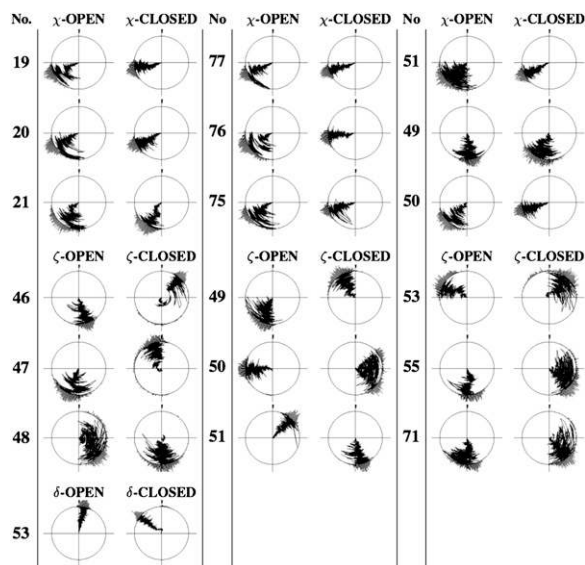 No. χ-OPEN χ-CLOSED No χ-OPEN χ-CLOSED No χ-OPEN χ-CLOSED
19 77 51
20 76 49
21 75 50
ζ-OPEN ζ-CLOSED ζ-OPEN ζ-CLOSED ζ-OPEN ζ-CLOSED
46 49 53
47 50 55
48 51 71
δ-OPEN δ-CLOSED
53